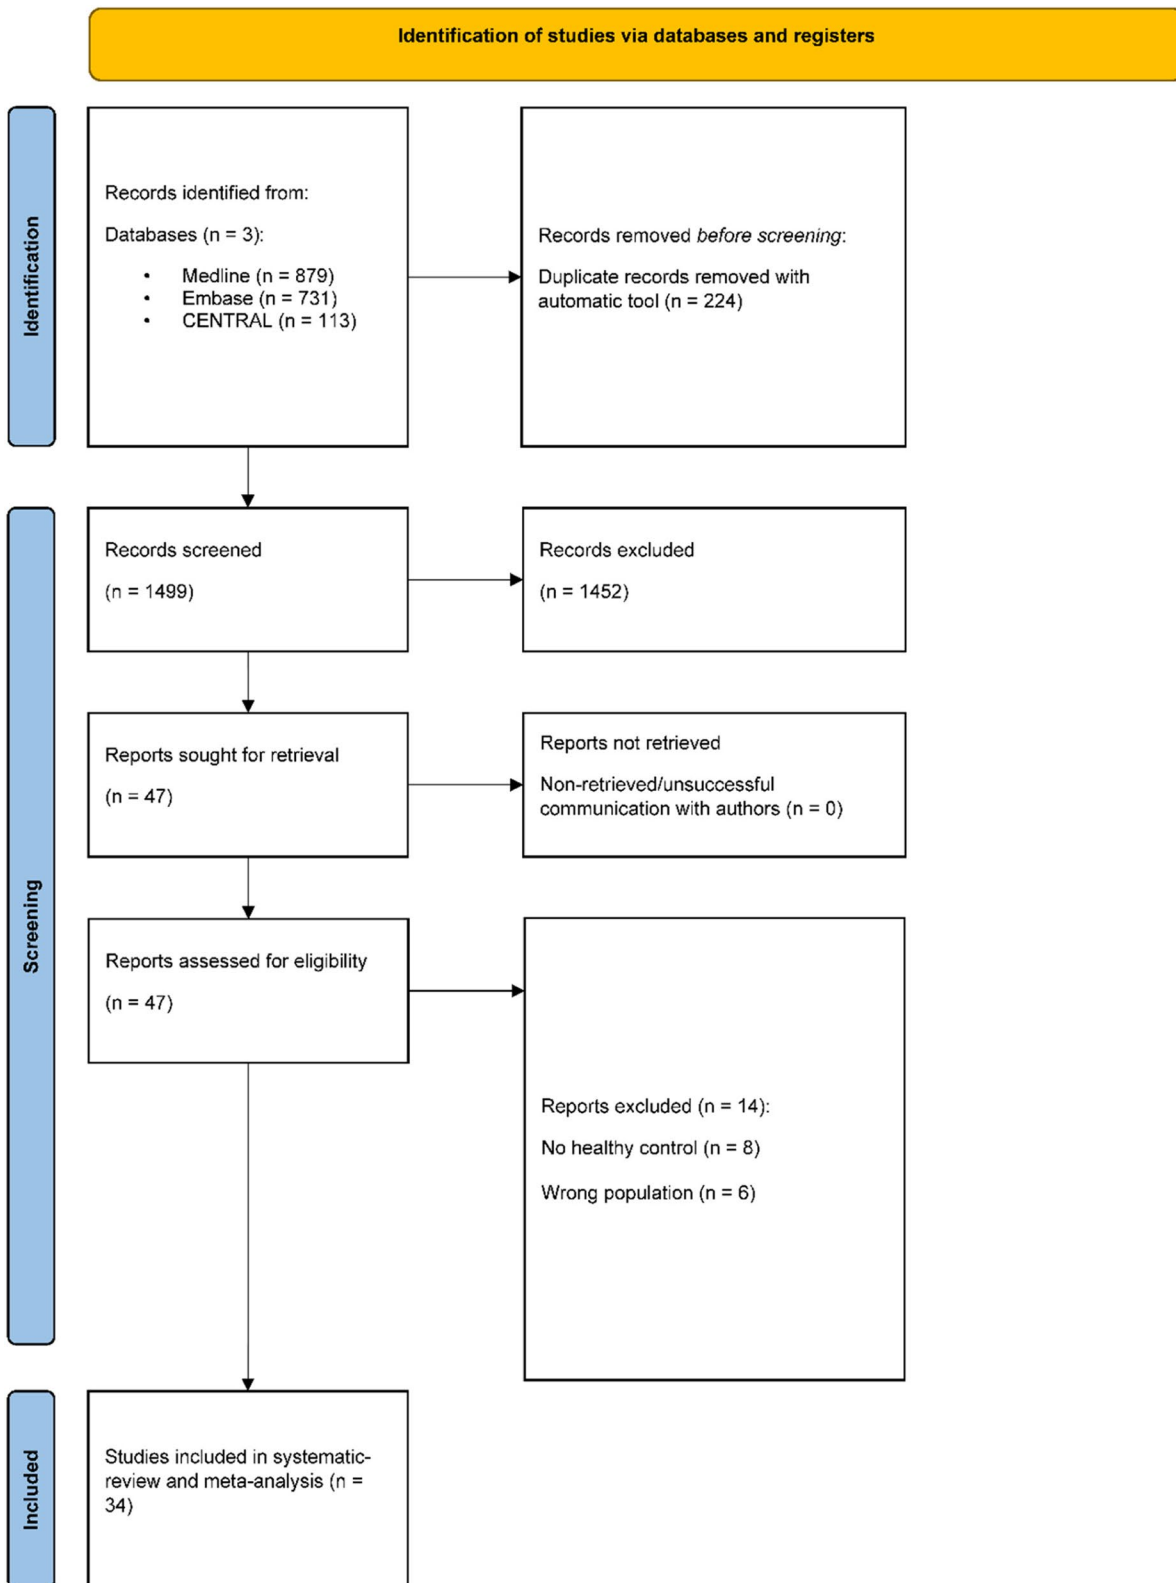 Identification of studies via databases and registers
Identification
Records identified from:
Databases (n = 3):
• Medline (n = 879)
• Embase (n = 731)
• CENTRAL (n = 113)
Records removed before screening:
Duplicate records removed with
automatic tool (n = 224)
Screening
Records screened
(n = 1499)
Records excluded
(n = 1452)
Reports sought for retrieval
(n = 47)
Reports not retrieved
Non-retrieved/unsuccessful
communication with authors (n = 0)
Reports assessed for eligibility
(n = 47)
Reports excluded (n = 14):
No healthy control (n = 8)
Wrong population (n = 6)
Included
Studies included in systematic-
review and meta-analysis (n =
34)